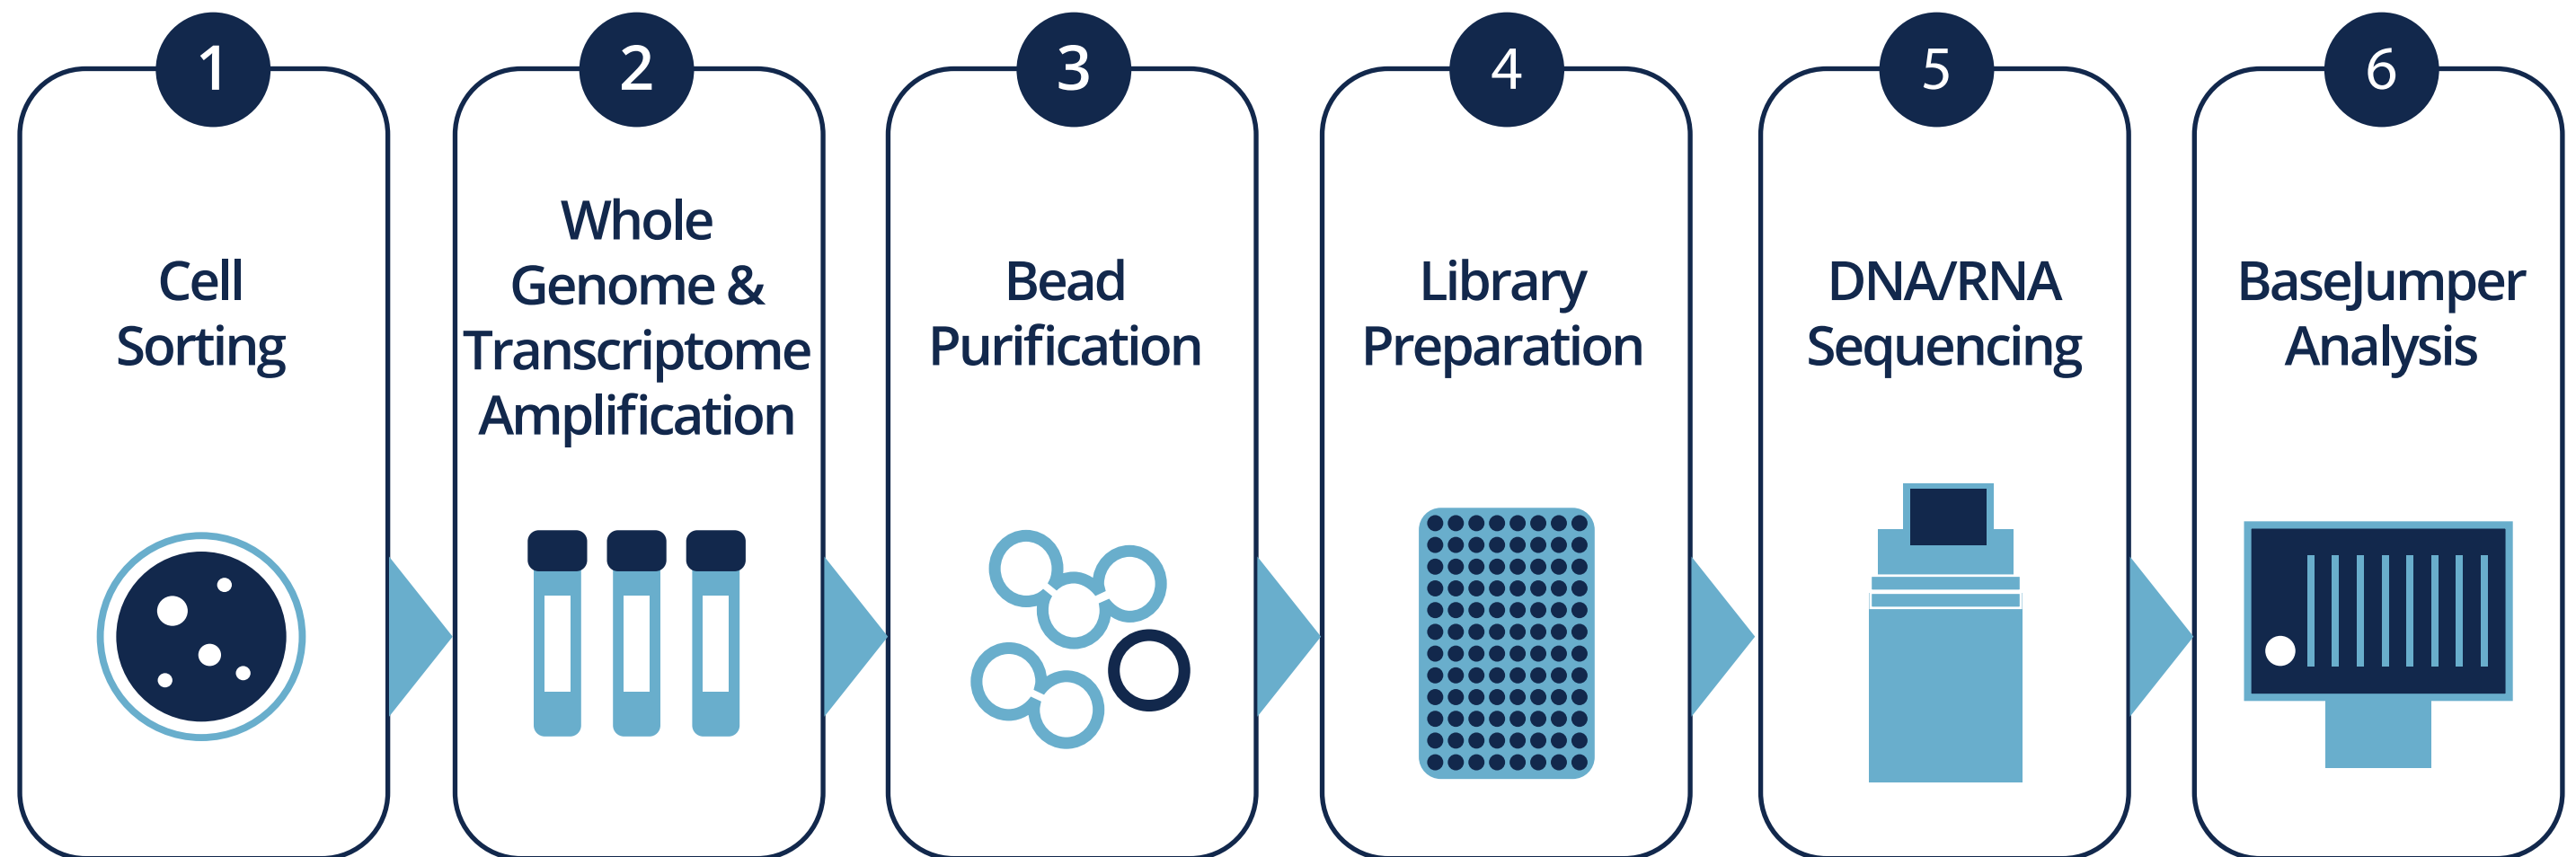 1
Cell
Sorting
2
Whole
Genome &
Transcriptome
Amplification
3
Bead
Purification
4
Library
Preparation
5
DNA/RNA
Sequencing
6
BaseJumper
Analysis